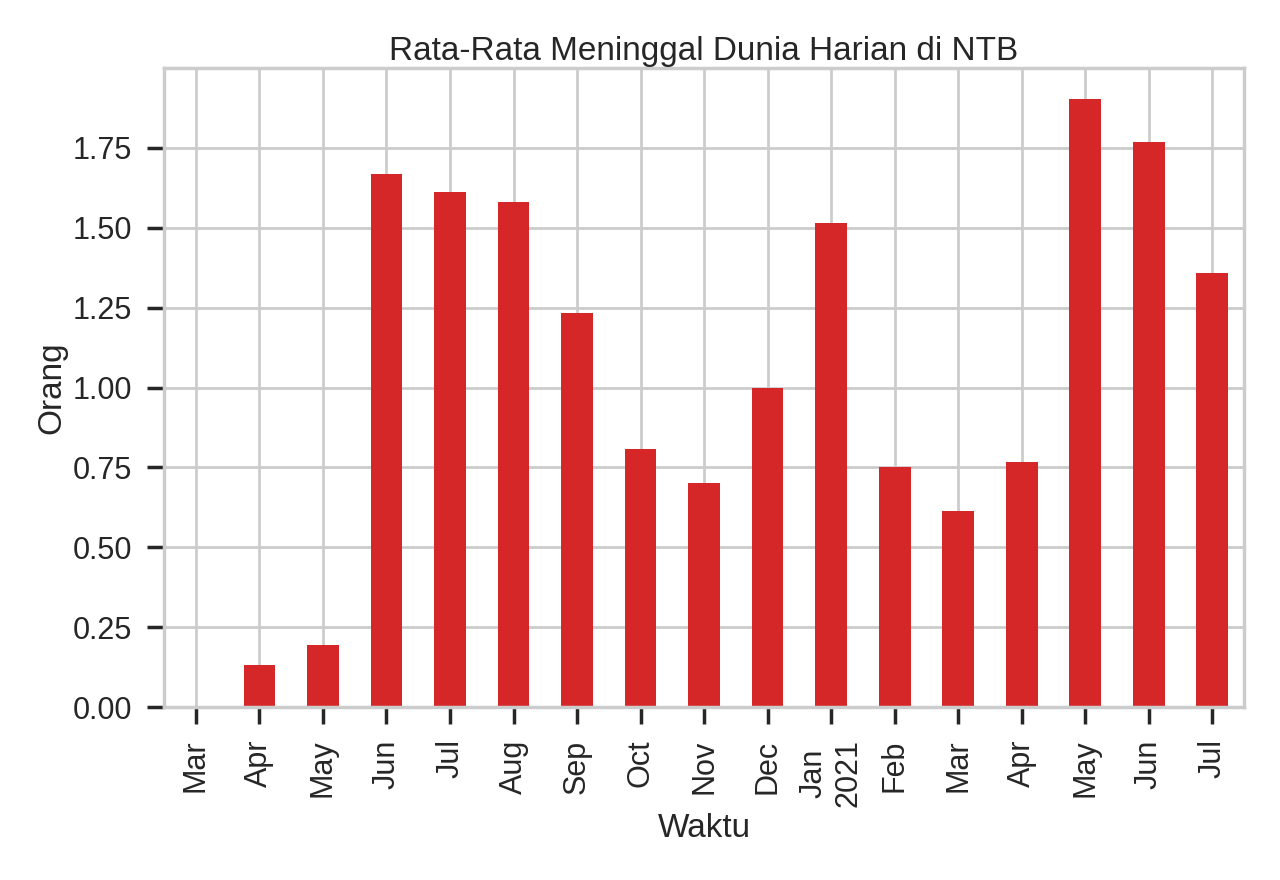 Rata-Rata Meninggal Dunia Harian di NTB
1.75
1.50
1.25
1.00
0.75
0.50
0.25
0.00
Orang
Mar
Apr
May
Jun
Jul
Aug
Sep
Oct
Nov
Dec
Jan
2021
Feb
Mar
Apr
May
Jun
Jul
Waktu